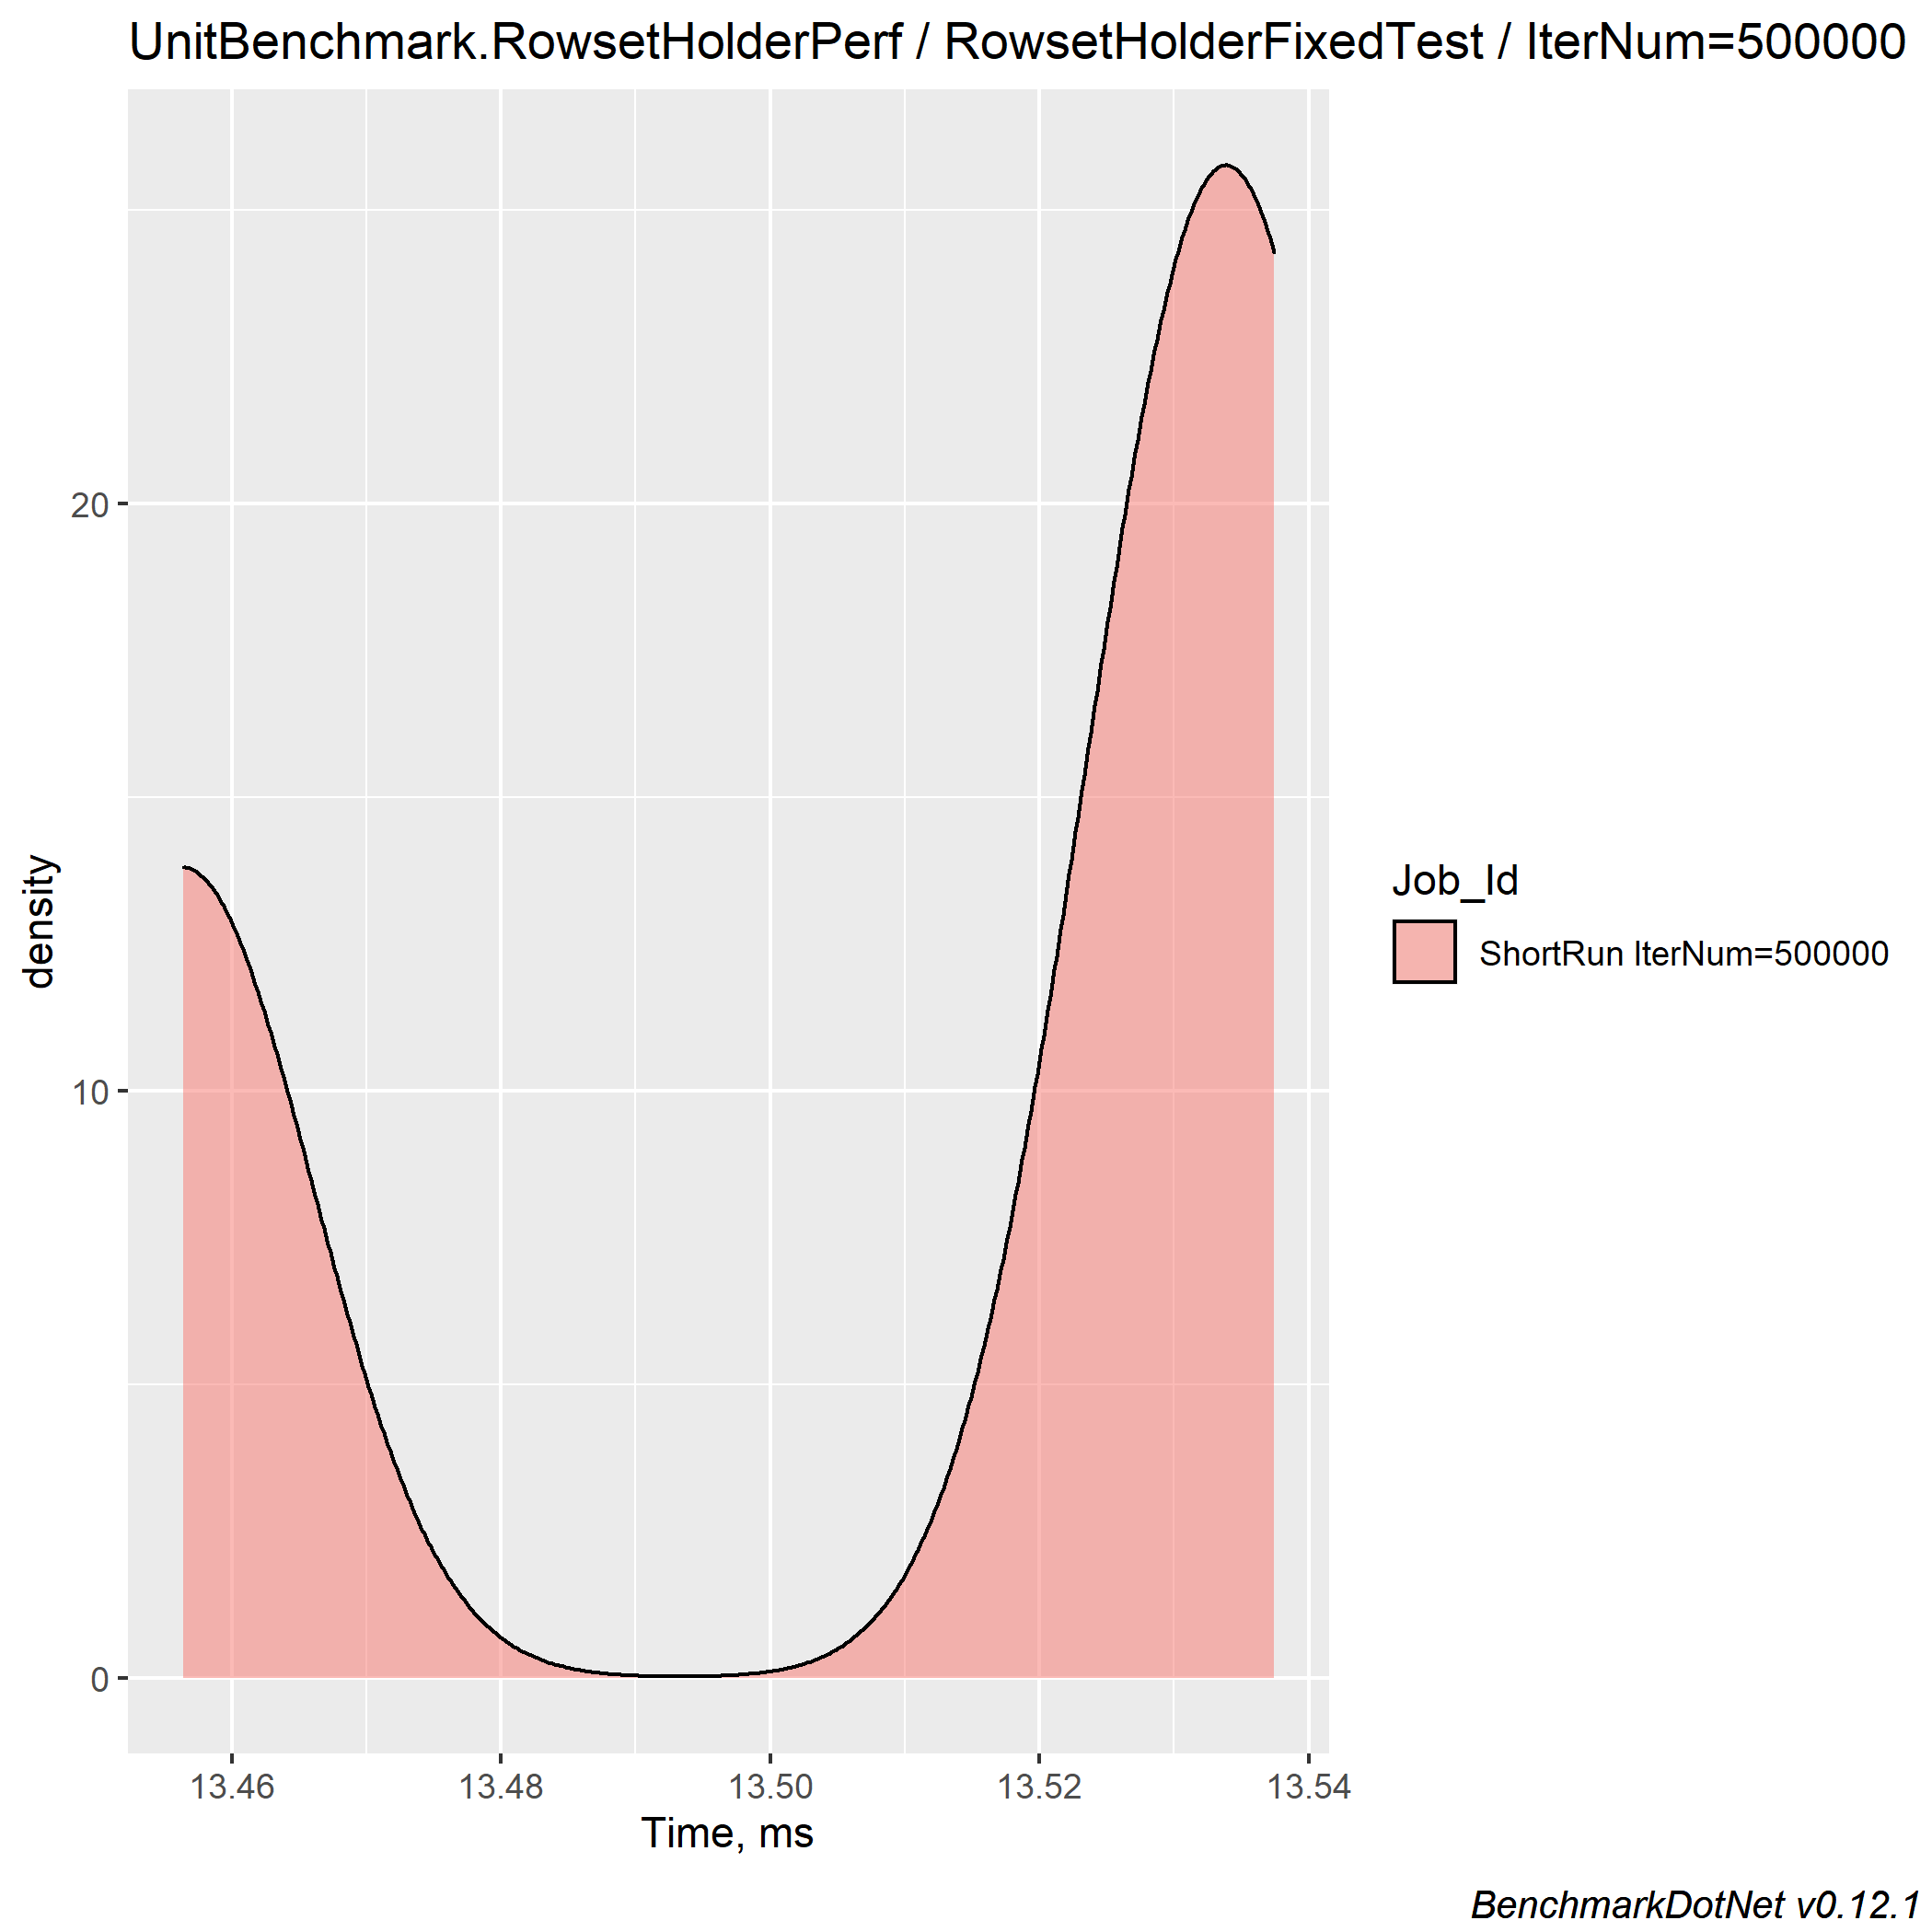 UnitBenchmark.RowsetHolderPerf / RowsetHolderFixedTest / IterNum=500000
density
20
10
0
13.46 13.48 13.50 13.52 13.54
Time, ms
Job_Id
ShortRun IterNum=500000
BenchmarkDotNet v0.12.1